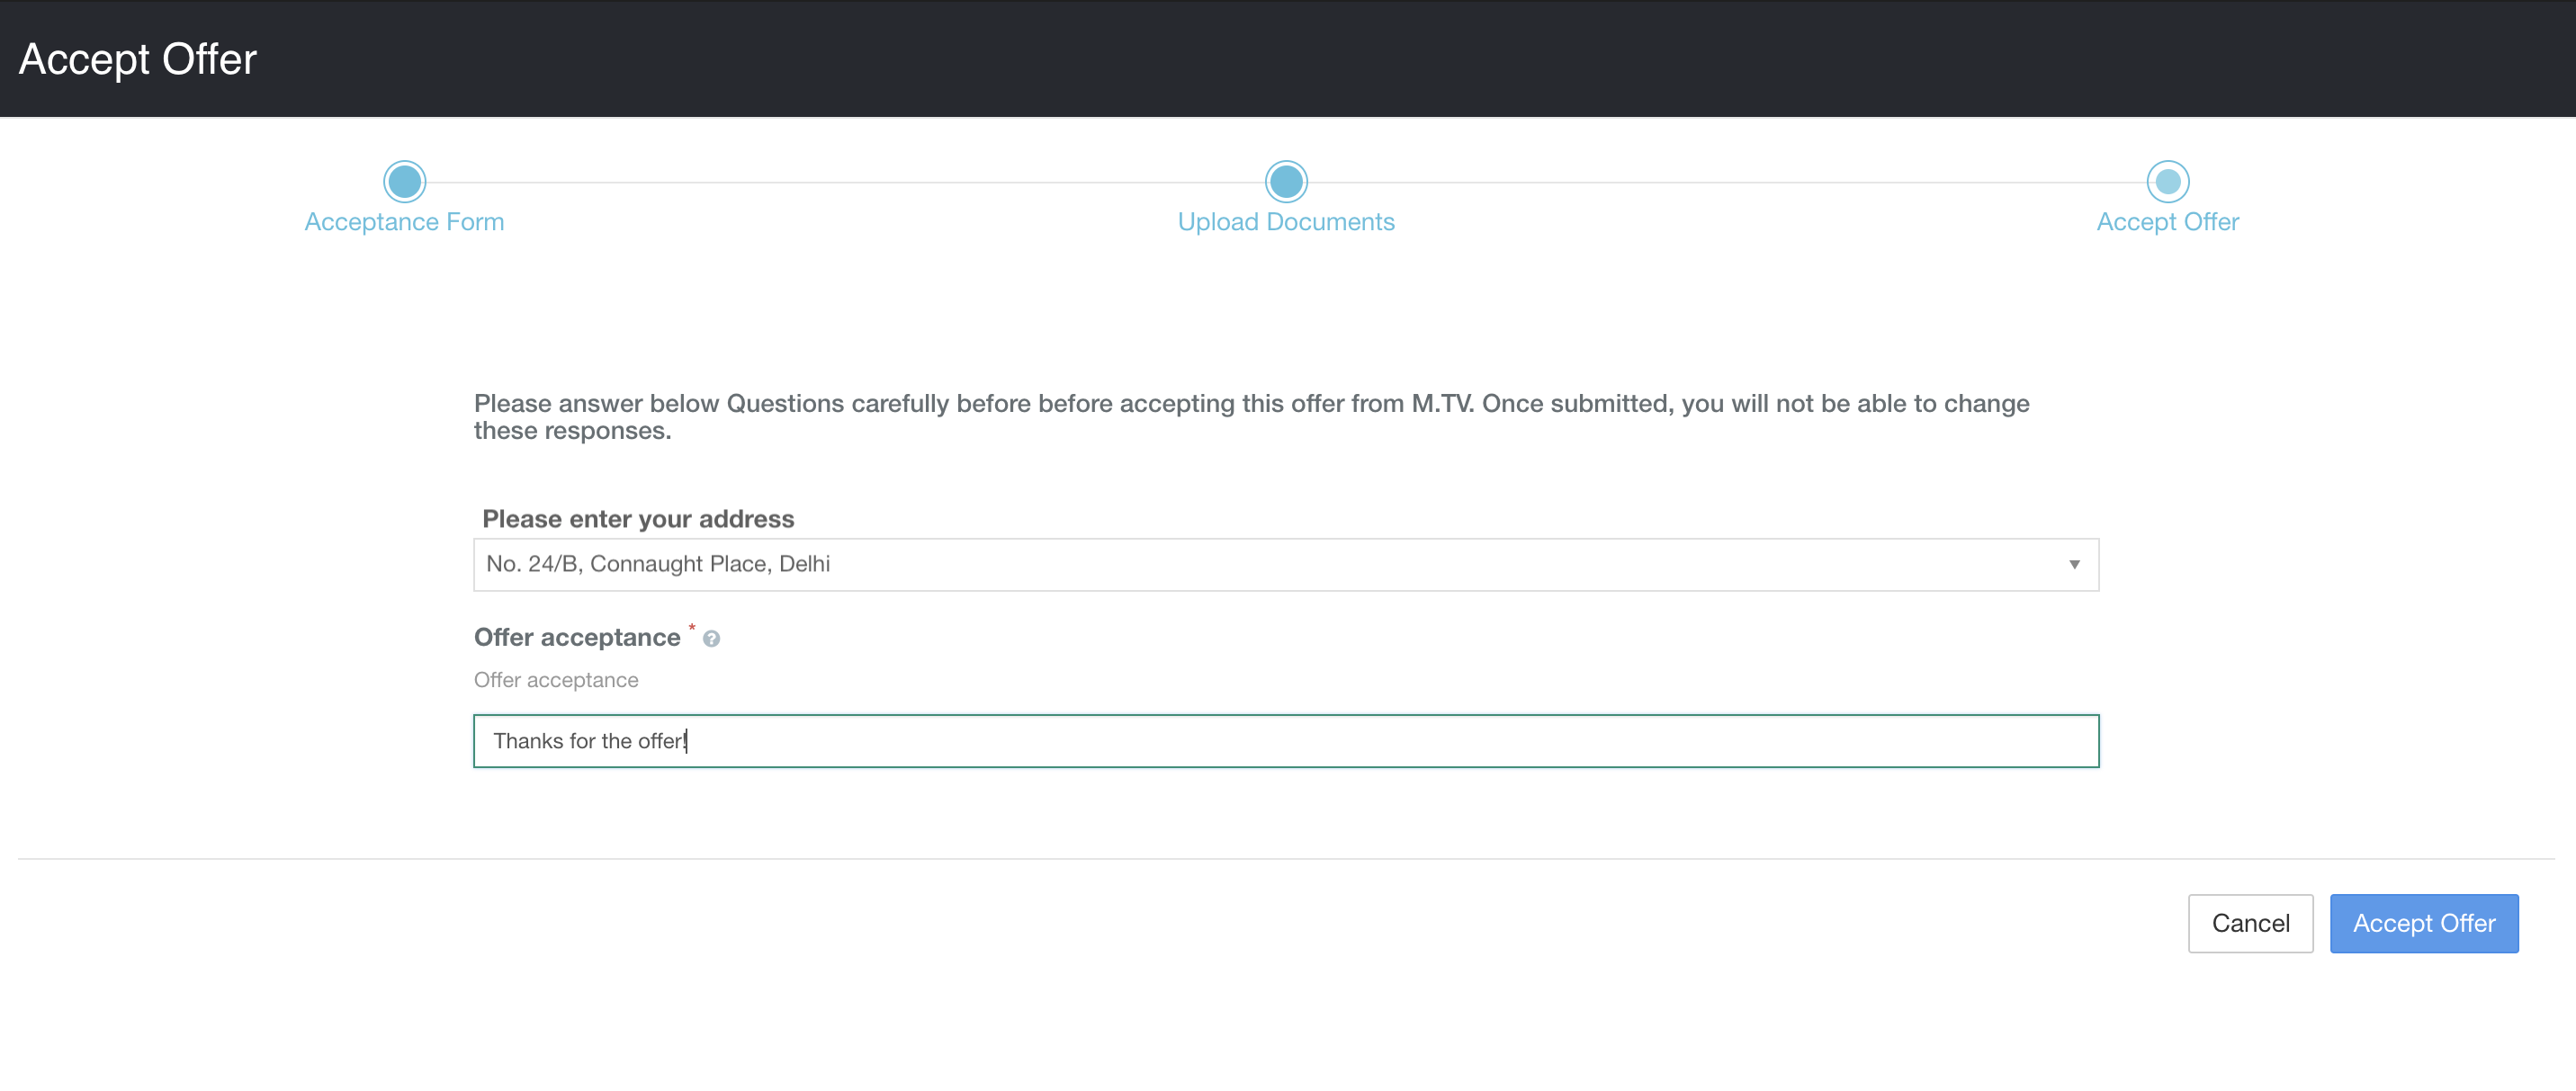 Accept Offer
Acceptance Form
Upload Documents
Accept Offer
Please answer below Questions carefully before before accepting this offer from M.TV. Once submitted, you will not be able to change
these responses.
Please enter your address
No. 24/B, Connaught Place, Delhi
Offer acceptance *
Offer acceptance
Thanks for the offer!
Cancel
Accept Offer